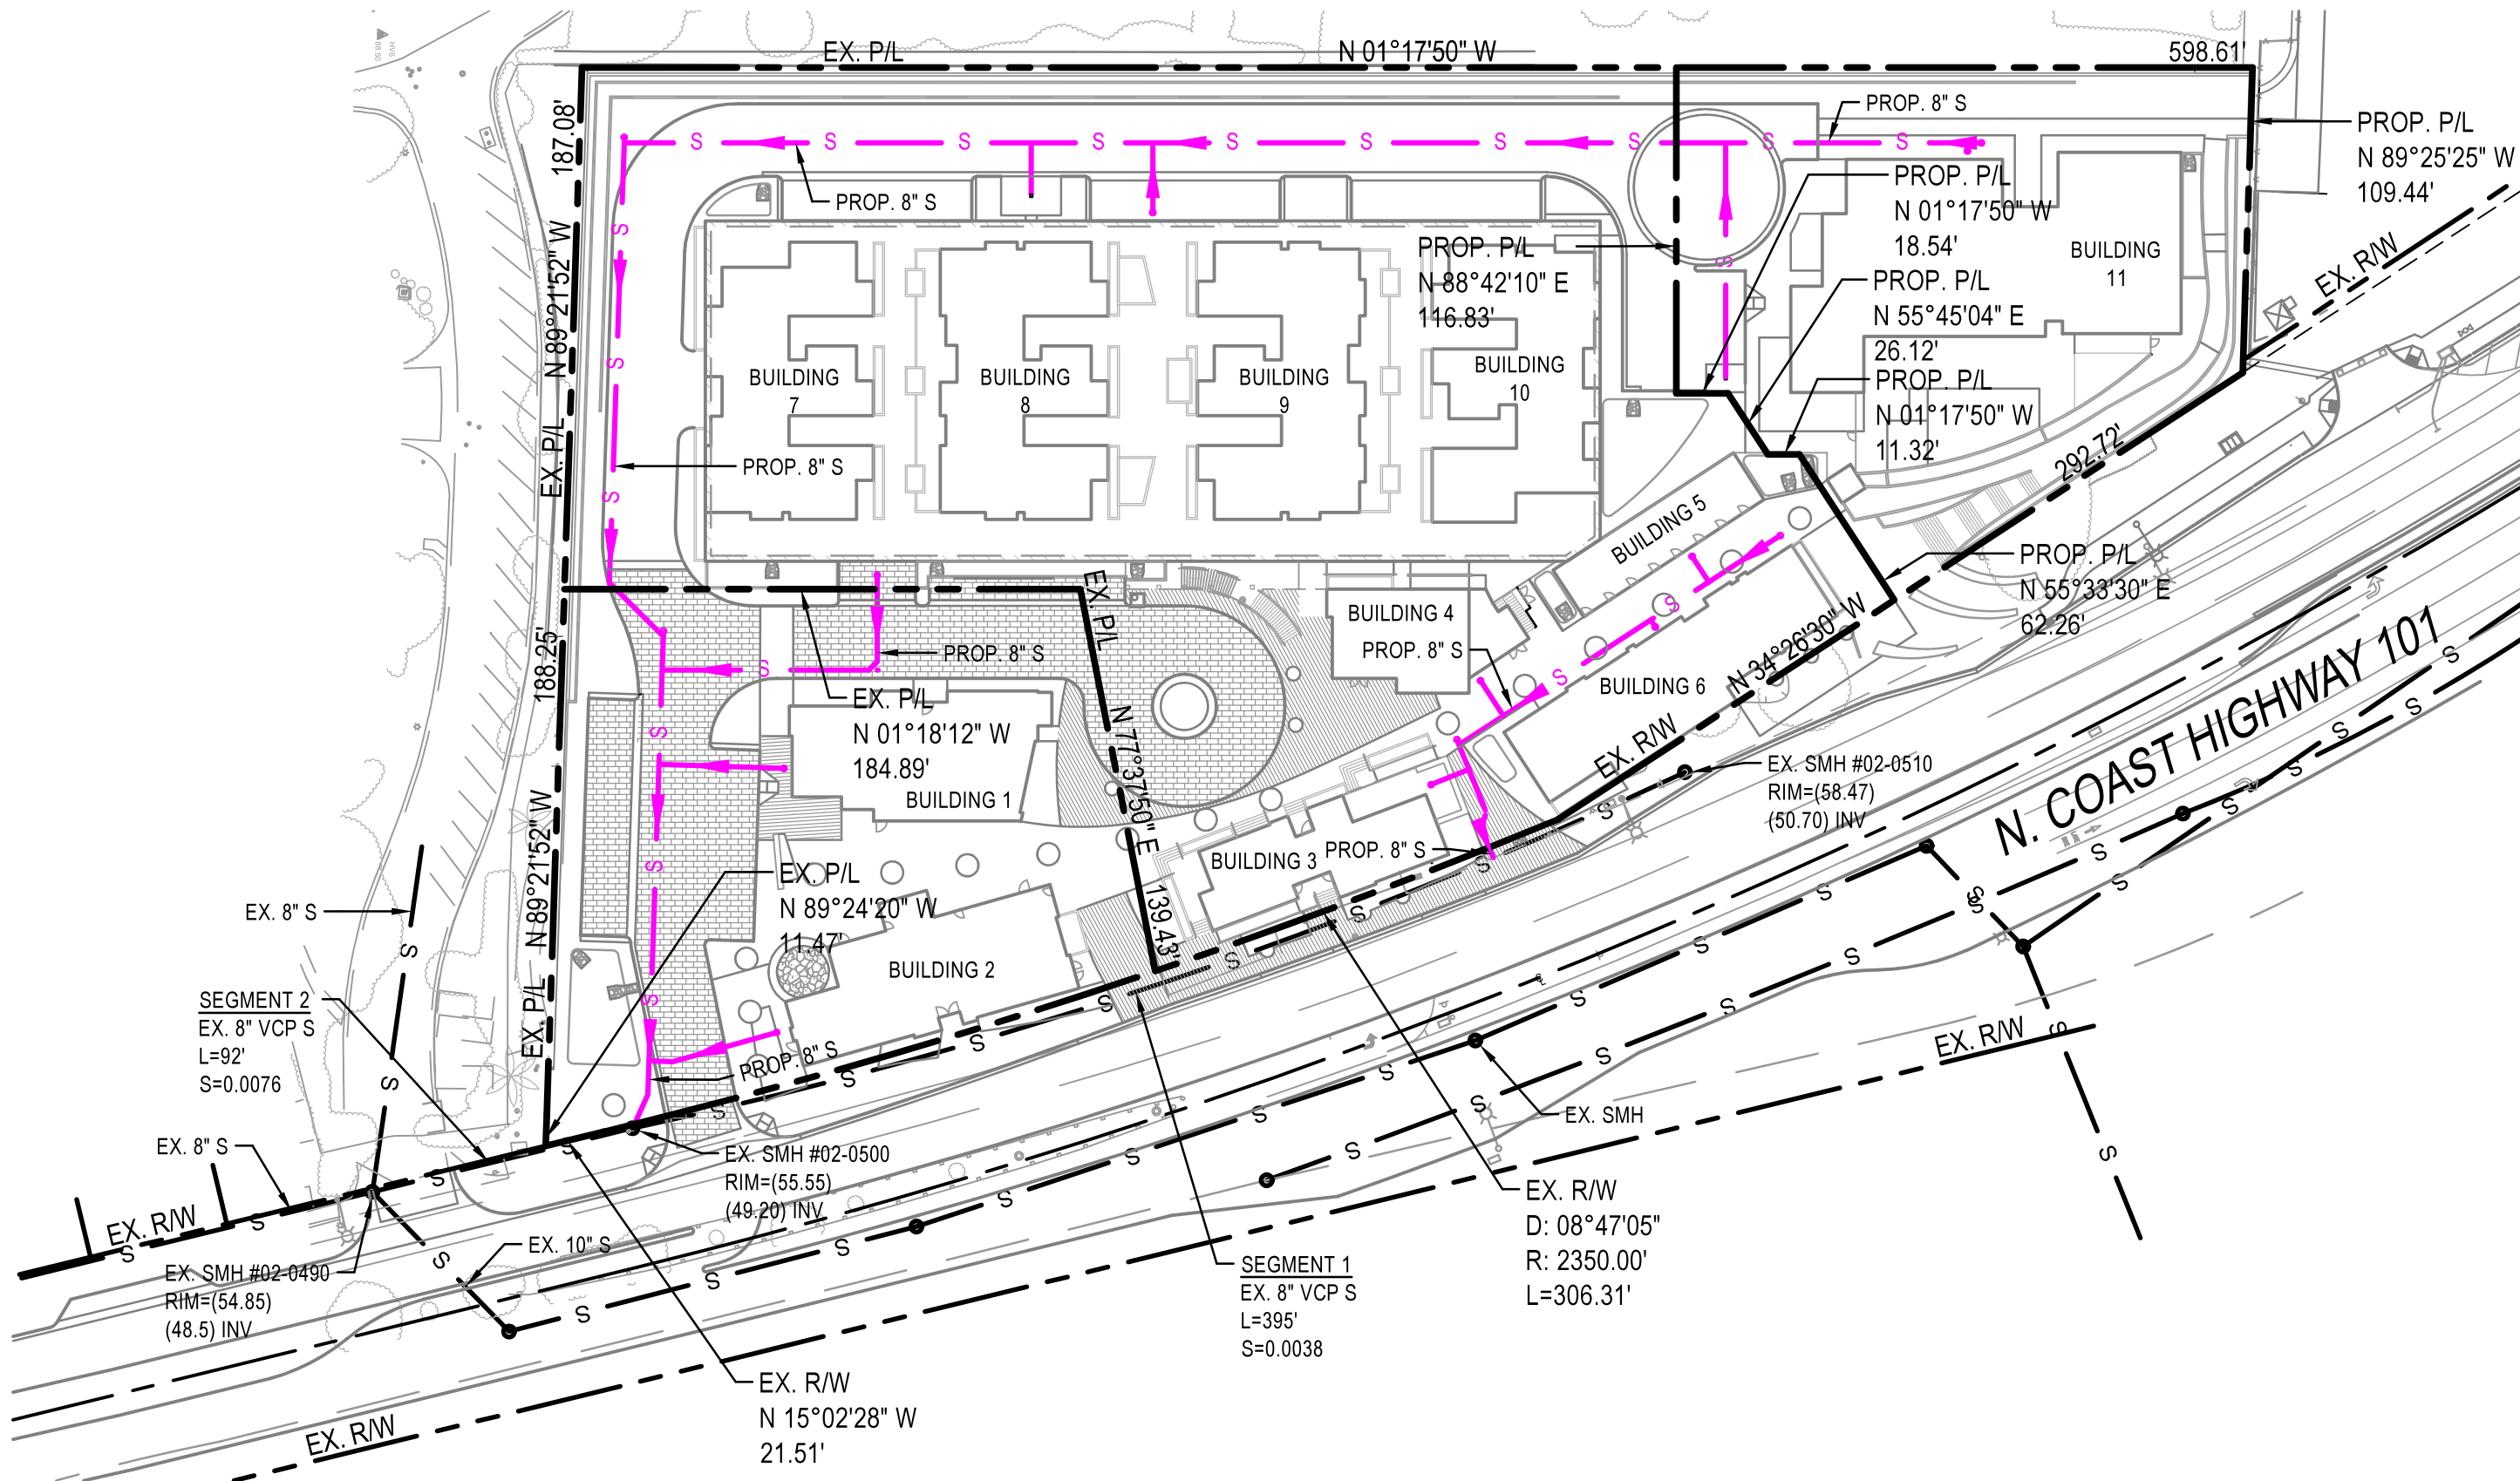 EX. P/L
N 01°17'50" W
598.61'
HV6
88.50
187.08'
N 89°21'52" W
EX. P/L
PROP. 8" S
PROP. P/L
N 89°25'25" W
109.44'
S S S S S S S S S S
PROP. 8" S
PROP. P/L
N 01°17'50" W
18.54'
PROP. P/L
N 88°42'10" E
116.83'
PROP. P/L
N 55°45'04" E
26.12'
PROP. P/L
N 01°17'50" W
11.32'
BUILDING
11
EX. R/W
BUILDING
7
BUILDING
8
BUILDING
9
BUILDING
10
PROP. 8" S
292.72'
BUILDING 5
PROP. P/L
N 55°33'30" E
62.26'
N 34°26'30" W
EX. R/W
BUILDING 4
PROP. 8" S
BUILDING 6
N. COAST HIGHWAY 101
188.25'
N 89°21'52" W
EX. P/L
PROP. 8" S
EX. P/L
N 01°18'12" W
184.89'
EX. P/L
N 77°37'50" E
139.43'
BUILDING 1
EX. SMH #02-0510
RIM=(58.47)
(50.70) INV
BUILDING 3
PROP. 8" S
EX. P/L
N 89°24'20" W
11.47'
BUILDING 2
EX. 8" S
SEGMENT 2
EX. 8" VCP S
L=92'
S=0.0076
PROP. 8" S
EX. 8" S
EX. R/W
EX. SMH #02-0490
RIM=(54.85)
(48.5) INV
EX. 10" S
EX. SMH #02-0500
RIM=(55.55)
(49.20) INV
EX. SMH
EX. R/W
EX. R/W
D: 08°47'05"
R: 2350.00'
L=306.31'
SEGMENT 1
EX. 8" VCP S
L=395'
S=0.0038
EX. R/W
N 15°02'28" W
21.51'
EX. R/W